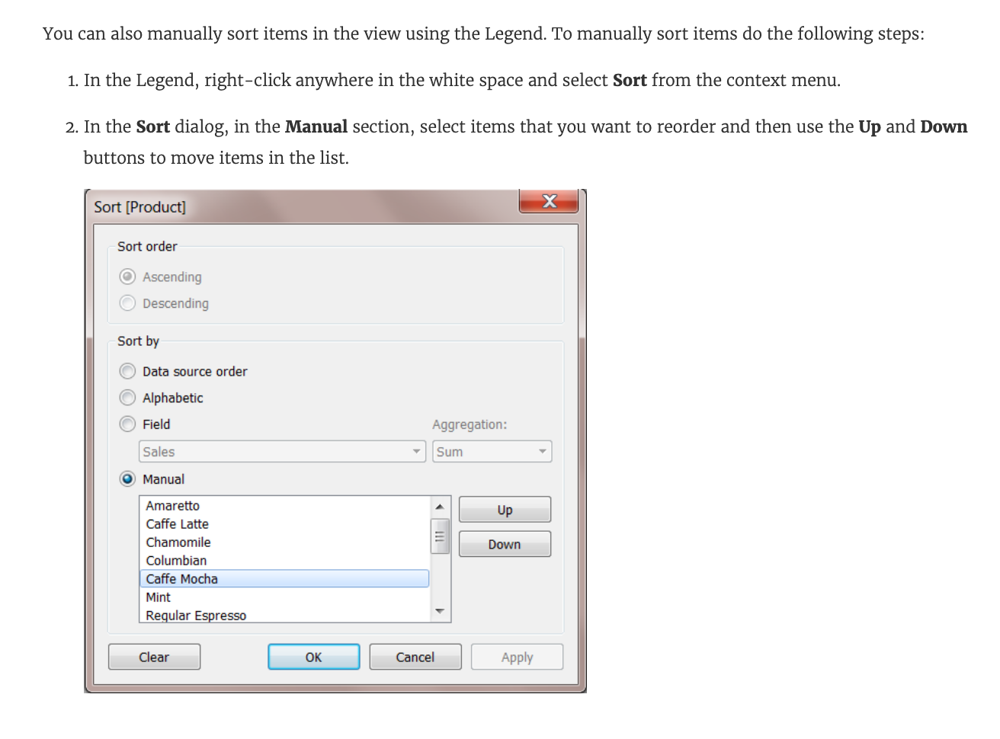 You can also manually sort items in the view using the Legend. To manually sort items do the following steps:
1. In the Legend, right-click anywhere in the white space and select Sort from the context menu.
2. In the Sort dialog, in the Manual section, select items that you want to reorder and then use the Up and Down
buttons to move items in the list.
Sort [Product]
X
Sort order
Ascending
Descending
Sort by
Data source order
Alphabetic
Field
Aggregation:
Sales
Sum
Manual
Amaretto
Caffe Latte
Chamomile
Columbian
Caffe Mocha
Mint
Regular Espresso
Up
Down
Clear
OK
Cancel
Apply